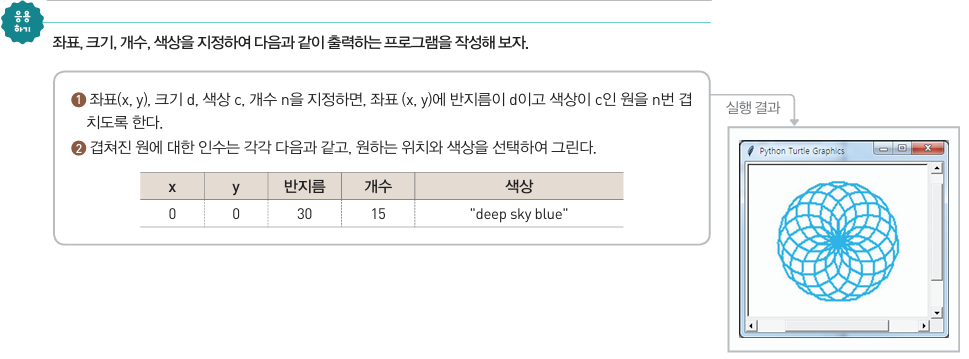 응용
하기
좌표, 크기, 개수, 색상을 지정하여 다음과 같이 출력하는 프로그램을 작성해 보자.
❶ 좌표(x, y), 크기 d, 색상 c, 개수 n을 지정하면, 좌표 (x, y)에 반지름이 d이고 색상이 c인 원을 n번 겹
치도록 한다.
❷ 겹쳐진 원에 대한 인수는 각각 다음과 같고, 원하는 위치와 색상을 선택하여 그린다.
x y 반지름 개수 색상
0 0 30 15 "deep sky blue"
실행 결과
Python Turtle Graphics